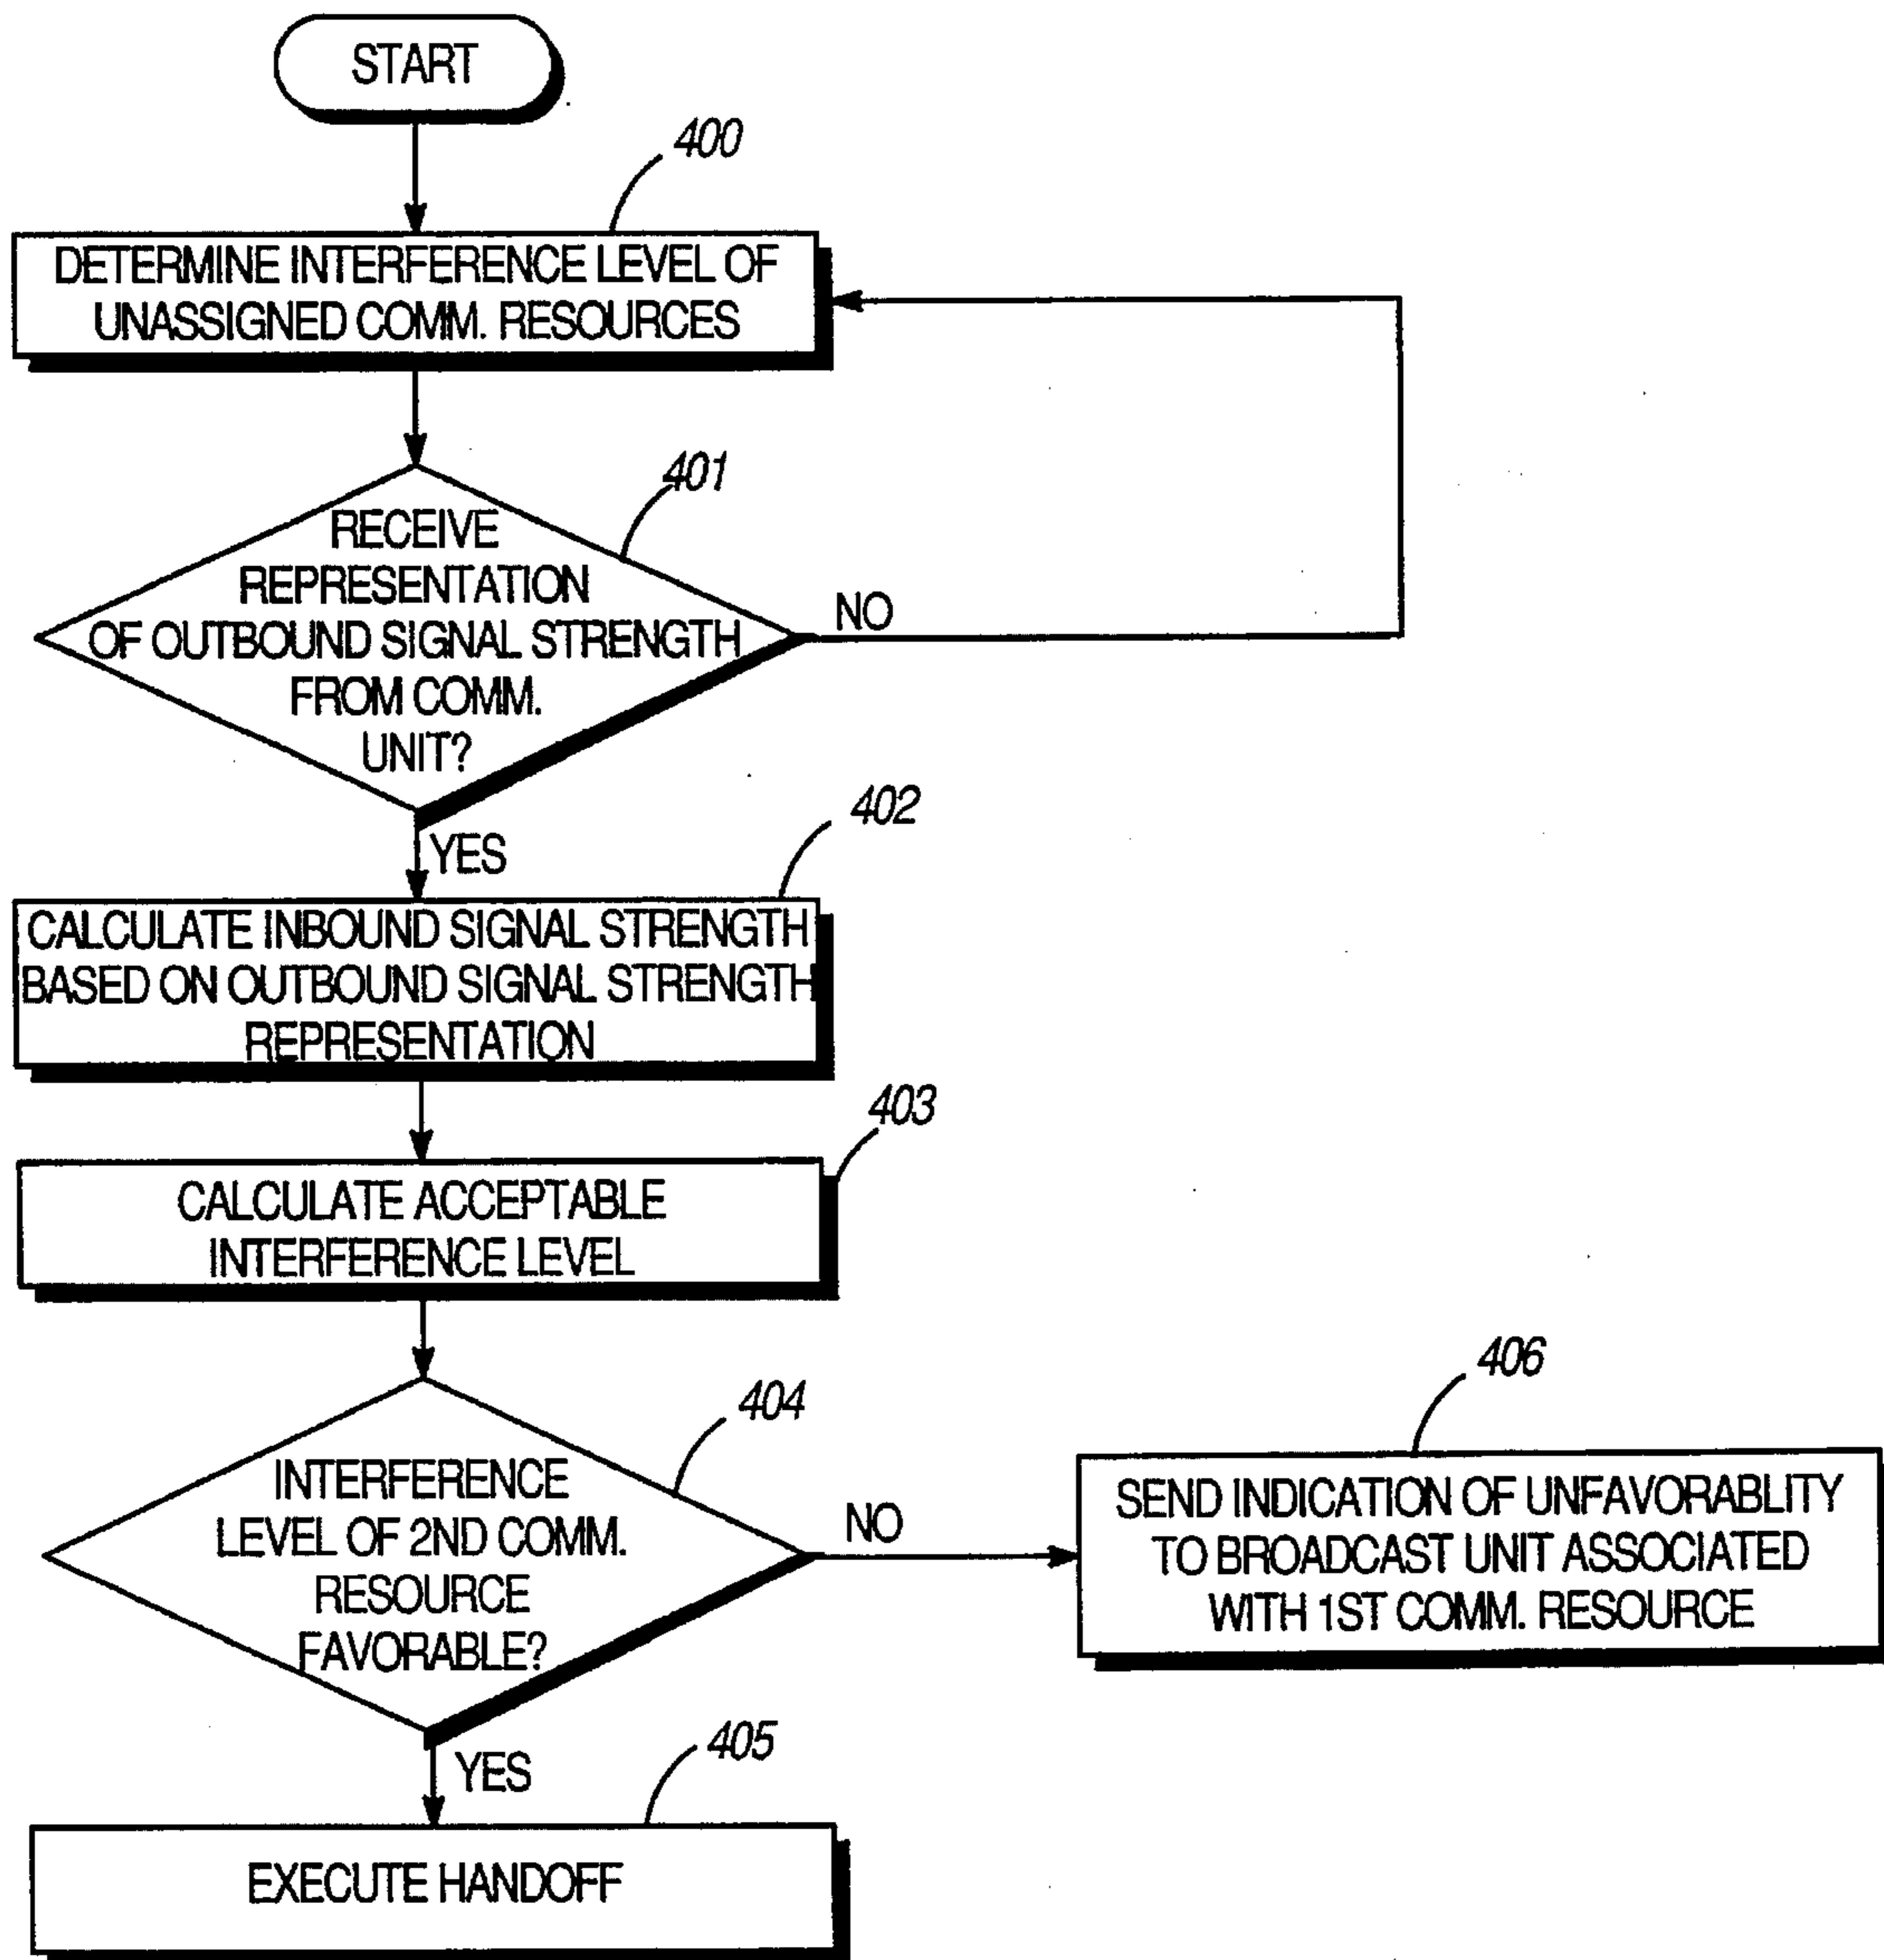 START
400
DETERMINE INTERFERENCE LEVEL OF
UNASSIGNED COMM. RESOURCES
401
RECEIVE
REPRESENTATION
OF OUTBOUND SIGNAL STRENGTH
FROM COMM.
UNIT?
NO
YES
402
CALCULATE INBOUND SIGNAL STRENGTH
BASED ON OUTBOUND SIGNAL STRENGTH
REPRESENTATION
403
CALCULATE ACCEPTABLE
INTERFERENCE LEVEL
404
INTERFERENCE
LEVEL OF 2ND COMM.
RESOURCE
FAVORABLE?
NO
406
SEND INDICATION OF UNFAVORABLITY
TO BROADCAST UNIT ASSOCIATED
WITH 1ST COMM. RESOURCE
YES
405
EXECUTE HANDOFF